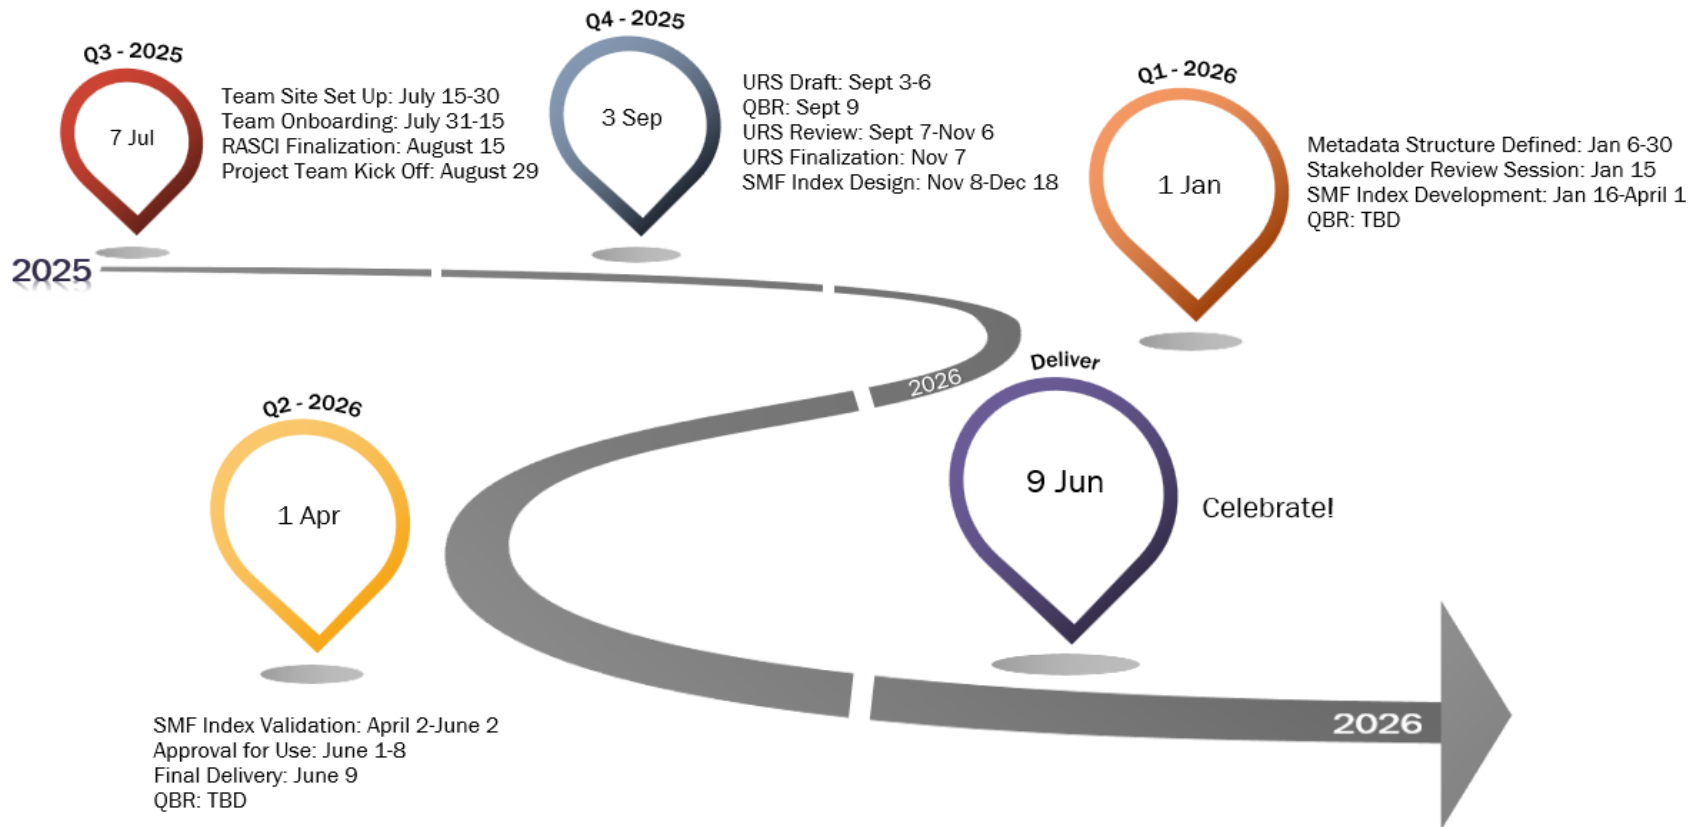 Q3 - 2025
7 Jul
Team Site Set Up: July 15-30
Team Onboarding: July 31-15
RASCI Finalization: August 15
Project Team Kick Off: August 29
Q4 - 2025
3 Sep
URS Draft: Sept 3-6
QBR: Sept 9
URS Review: Sept 7-Nov 6
URS Finalization: Nov 7
SMF Index Design: Nov 8-Dec 18
Q1 - 2026
1 Jan
Metadata Structure Defined: Jan 6-30
Stakeholder Review Session: Jan 15
SMF Index Development: Jan 16-April 1
QBR: TBD
2025
2026
Q2 - 2026
1 Apr
SMF Index Validation: April 2-June 2
Approval for Use: June 1-8
Final Delivery: June 9
QBR: TBD
Deliver
9 Jun
Celebrate!
2026